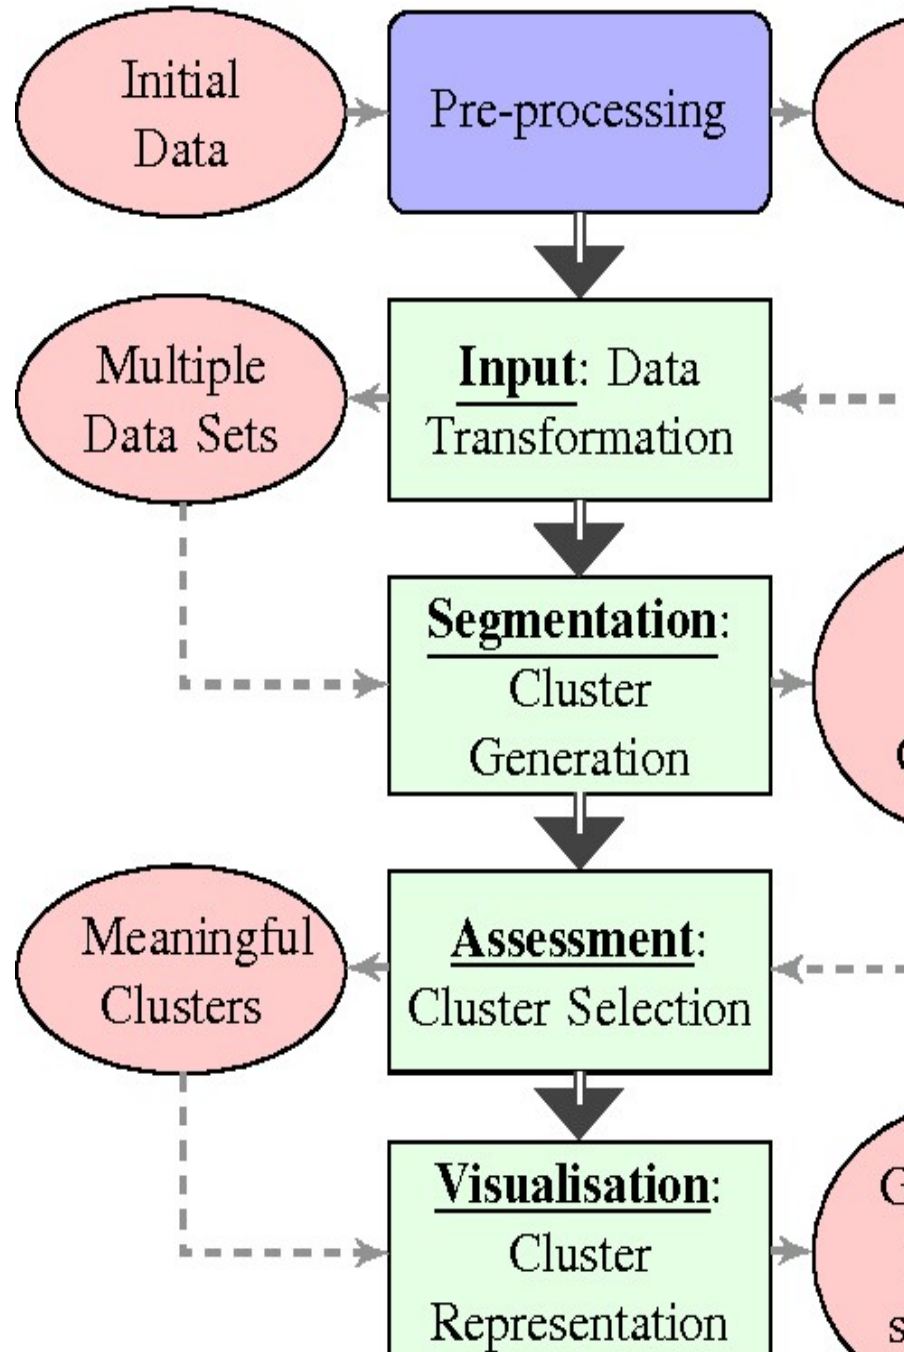 Initial
Data
Pre-processing
Multiple
Data Sets
Input: Data
Transformation
Segmentation:
Cluster
Generation
Meaningful
Clusters
Assessment:
Cluster Selection
Visualisation:
Cluster
Representation